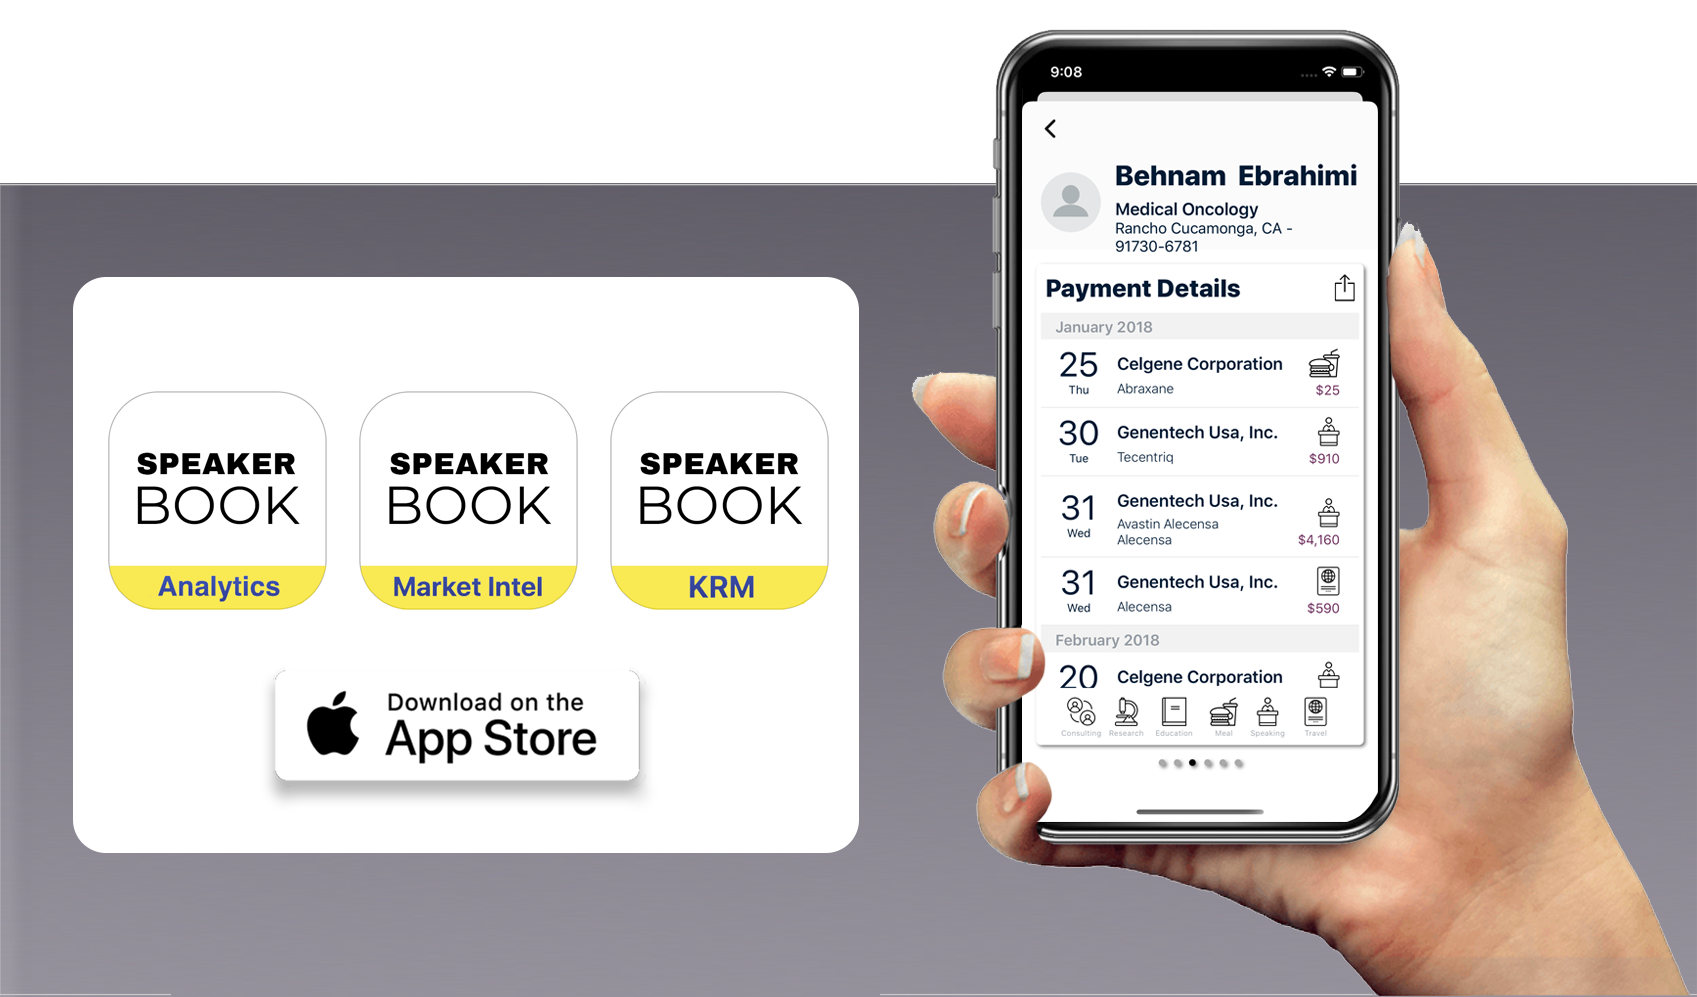 SPEAKER
BOOK
Analytics
SPEAKER
BOOK
Market Intel
SPEAKER
BOOK
KRM
Download on the
App Store
9:08
Behnam Ebrahimi
Medical Oncology
Rancho Cucamonga, CA -
91730-6781
Payment Details
January 2018
25 Celgene Corporation
Thu Abraxane $25
30 Genentech Usa, Inc.
Tue Tecentriq $910
31 Genentech Usa, Inc.
Wed Avastin Alecensa
Alecensa $4,160
31 Genentech Usa, Inc.
Wed Alecensa $590
February 2018
20 Celgene Corporation
Consulting Research Education Meal Speaking Travel